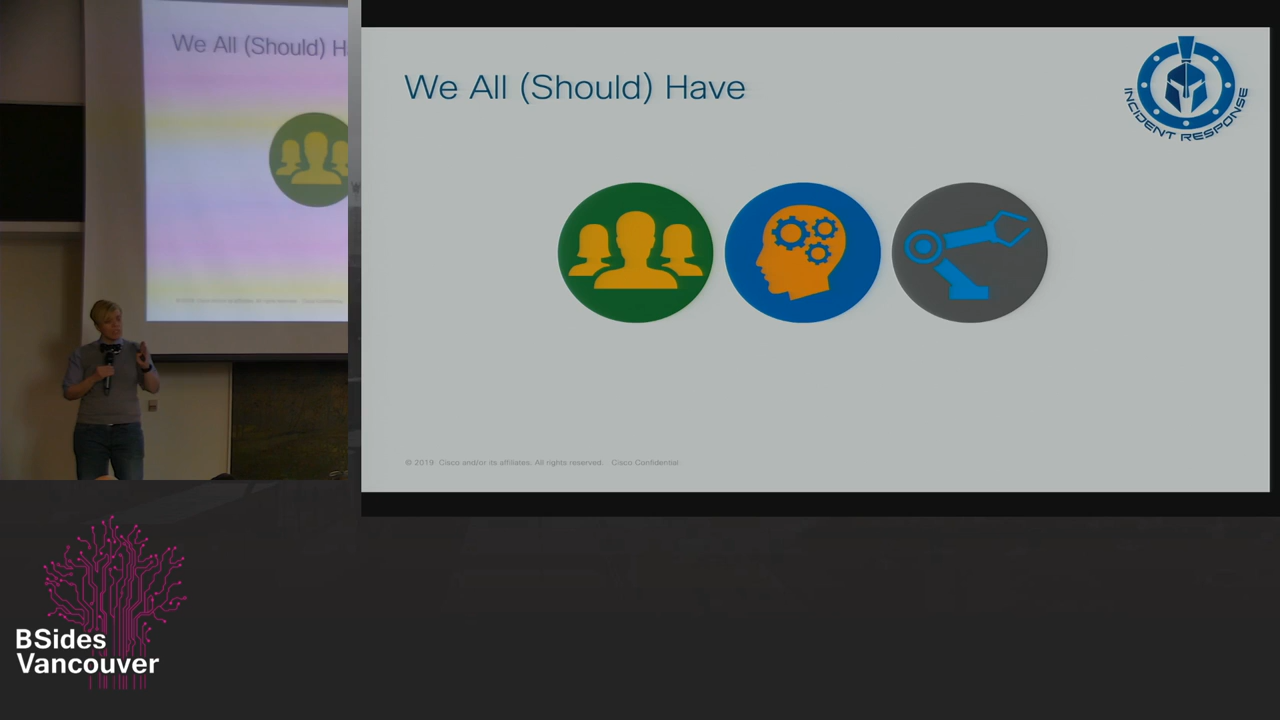 We All (Should) H
We All (Should) Have
INCIDENT RESPONSE
© 2019 Cisco and/or its affiliates. All rights reserved. Cisco Confidential
BSides
Vancouver